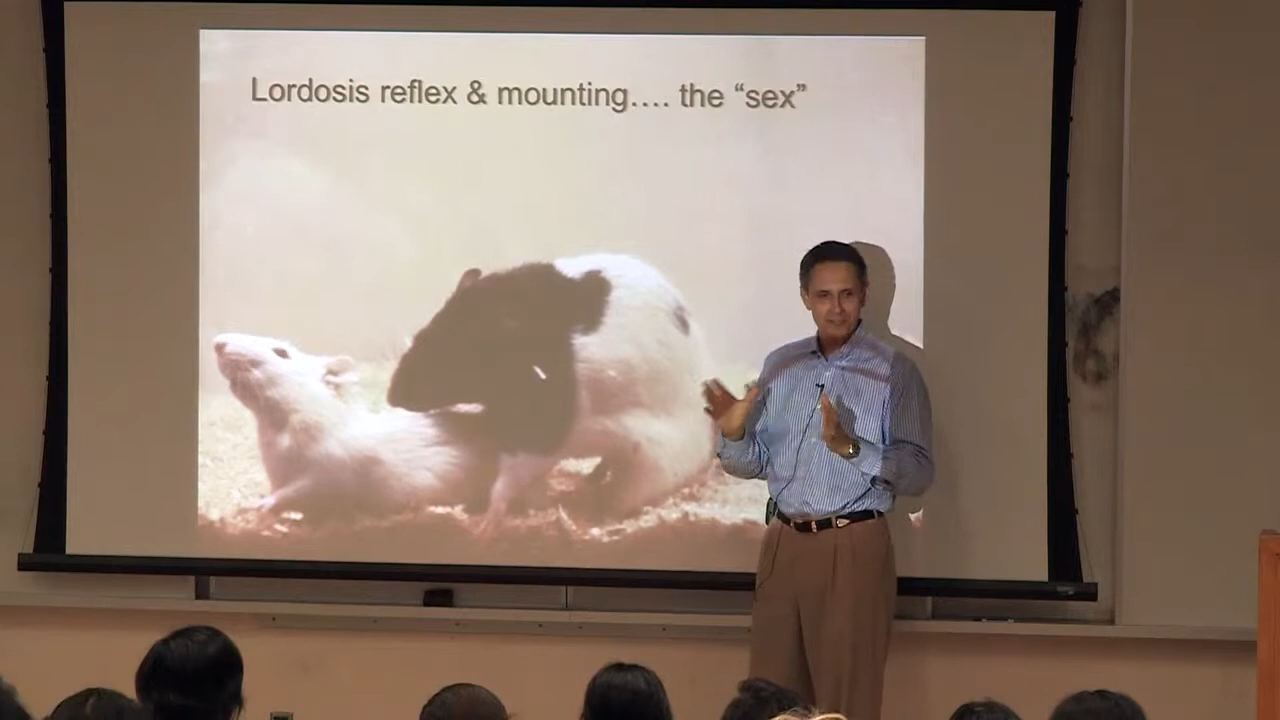 Lordosis reflex & mounting.... the “sex”